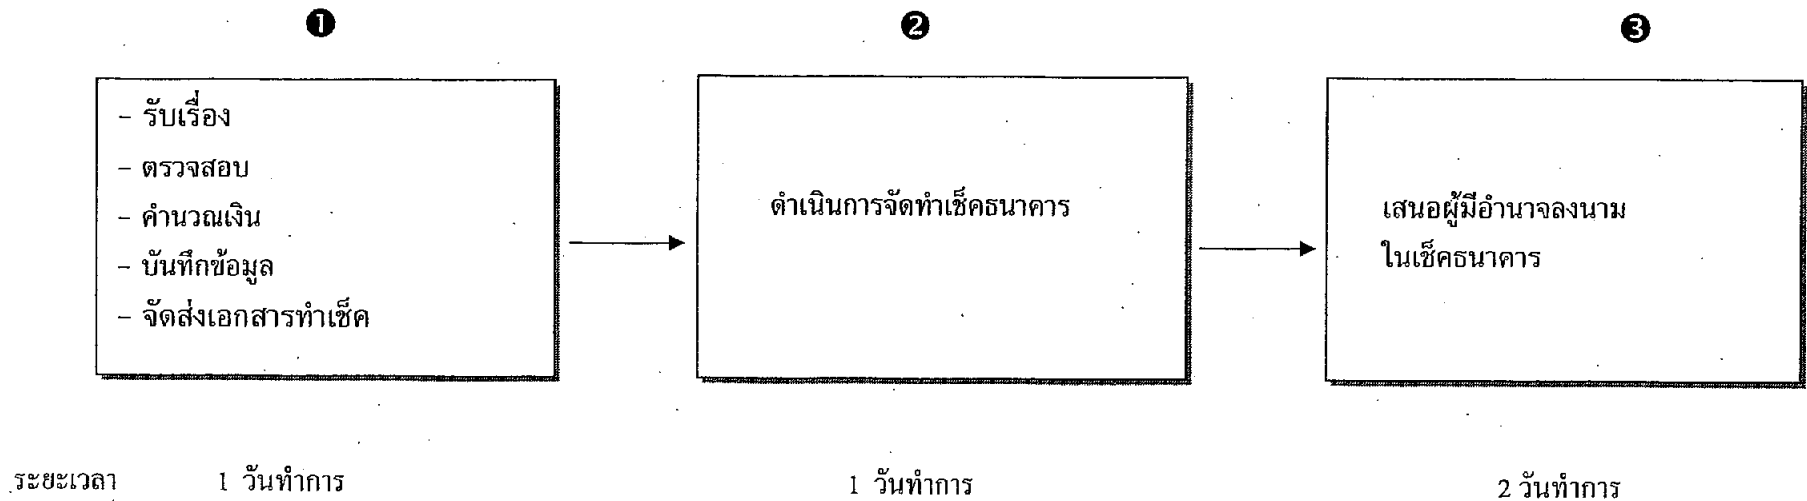 ❶
❷
❸
– รับเรื่อง
– ตรวจสอบ
– คำนวณเงิน
– บันทึกข้อมูล
– จัดส่งเอกสารทำเช็ค
ดำเนินการจัดทำเช็คธนาคาร
เสนอผู้มีอำนาจลงนาม
ในเช็คธนาคาร
ระยะเวลา 1 วันทำการ
1 วันทำการ
2 วันทำการ